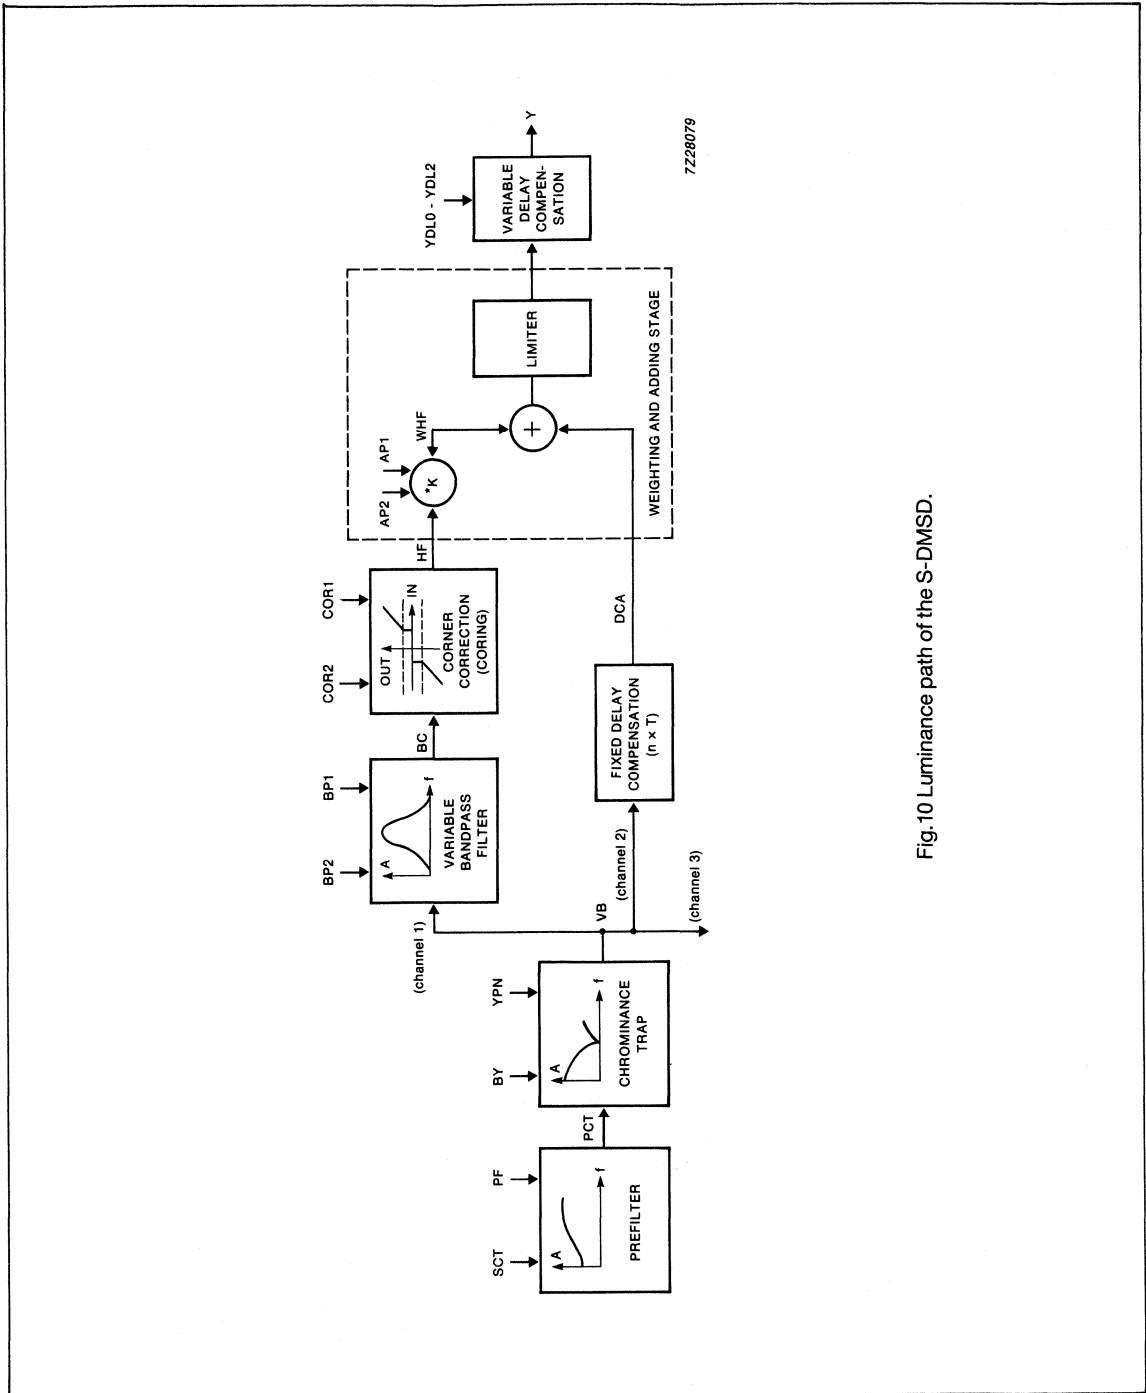 SCT
PF
A
f
PREFILTER
PCT
BY
YPN
A
f
CHROMINANCE
TRAP
VB
(channel 1)
(channel 2)
(channel 3)
BP2
BP1
A
f
VARIABLE
BANDPASS
FILTER
BC
COR2
COR1
OUT
IN
CORNER
CORRECTION
(CORING)
HF
FIXED DELAY
COMPENSATION
(n × T)
DCA
AP2
AP1
*K
WHF
+
LIMITER
WEIGHTING AND ADDING STAGE
YDL0 - YDL2
VARIABLE
DELAY
COMPEN-
SATION
Y
7Z28079
Fig.10 Luminance path of the S-DMSD.